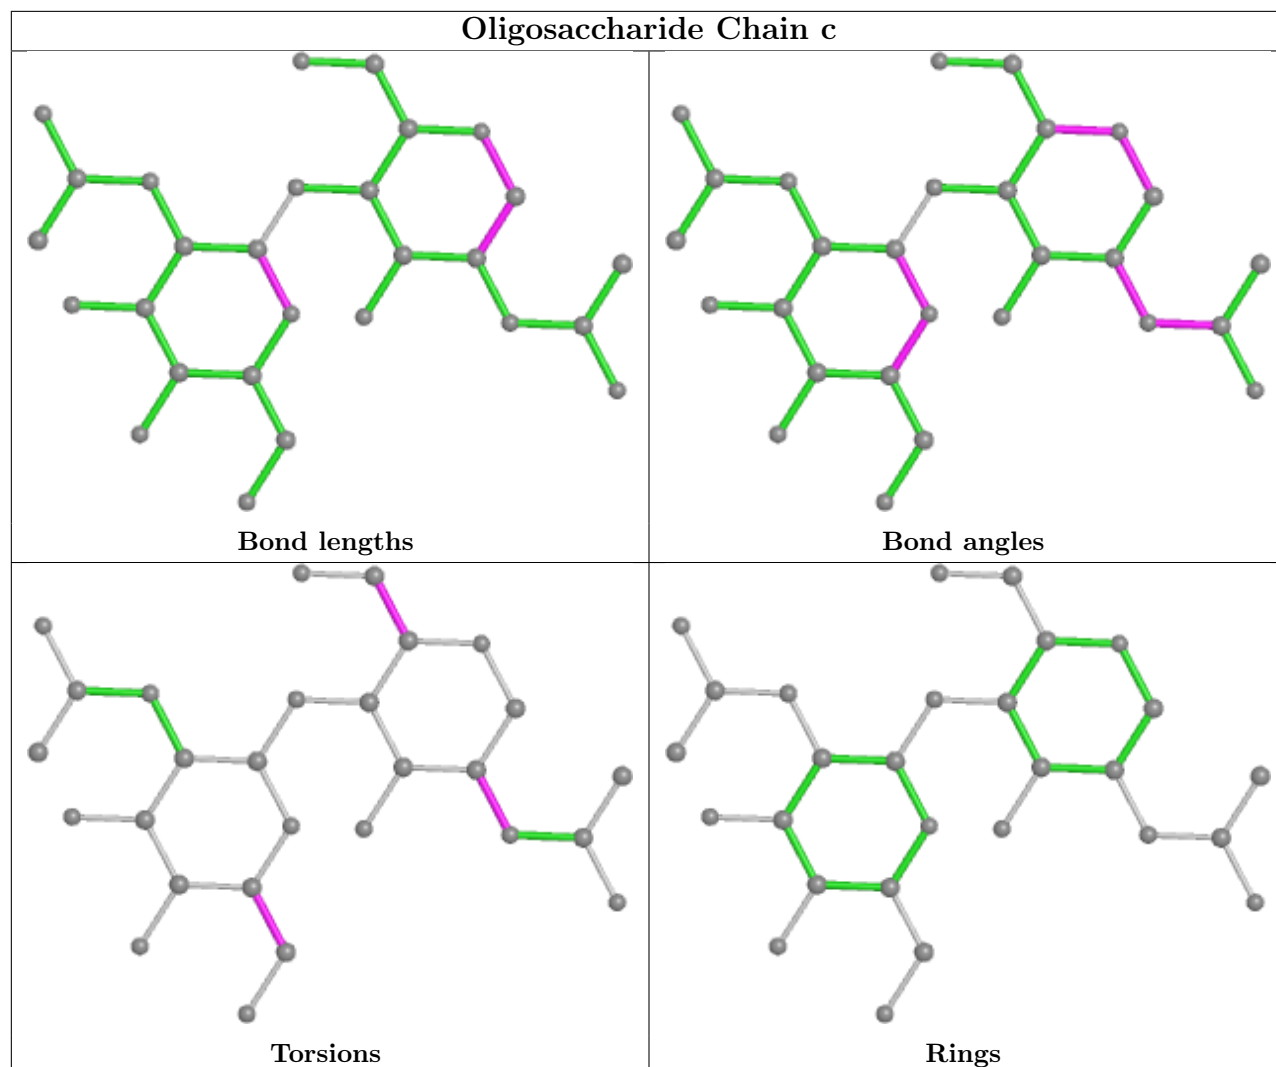 Oligosaccharide Chain c
Bond lengths
Bond angles
Torsions
Rings